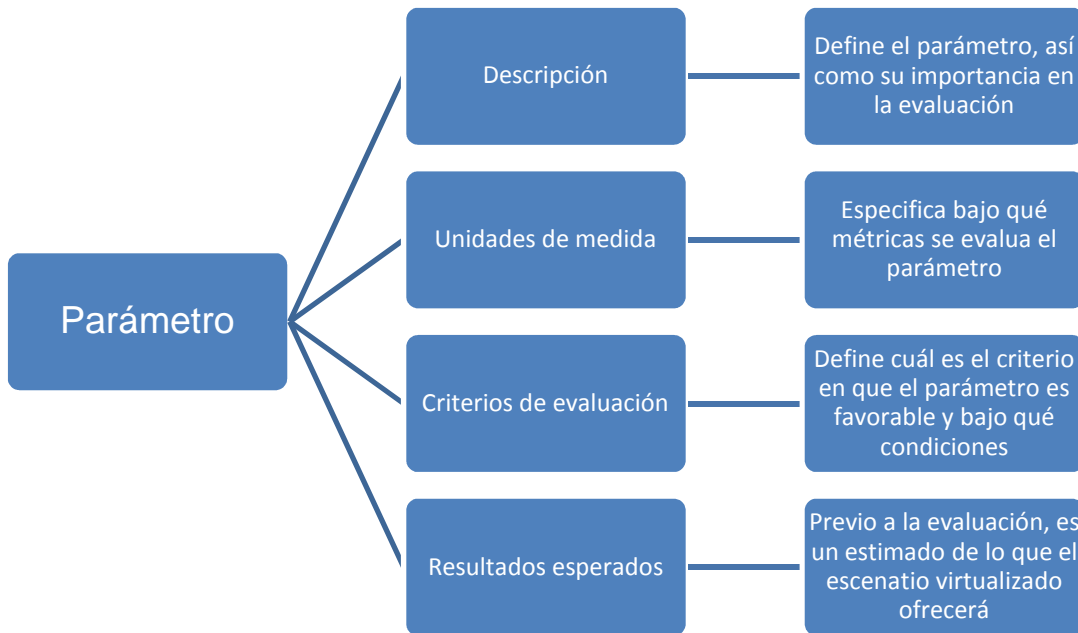 Parámetro
Descripción
Define el parámetro, así
como su importancia en
la evaluación
Unidades de medida
Especifica bajo qué
métricas se evalua el
parámetro
Criterios de evaluación
Define cuál es el criterio
en que el parámetro es
favorable y bajo qué
condiciones
Resultados esperados
Previo a la evaluación, es
un estimado de lo que el
escenatio virtualizado
ofrecerá